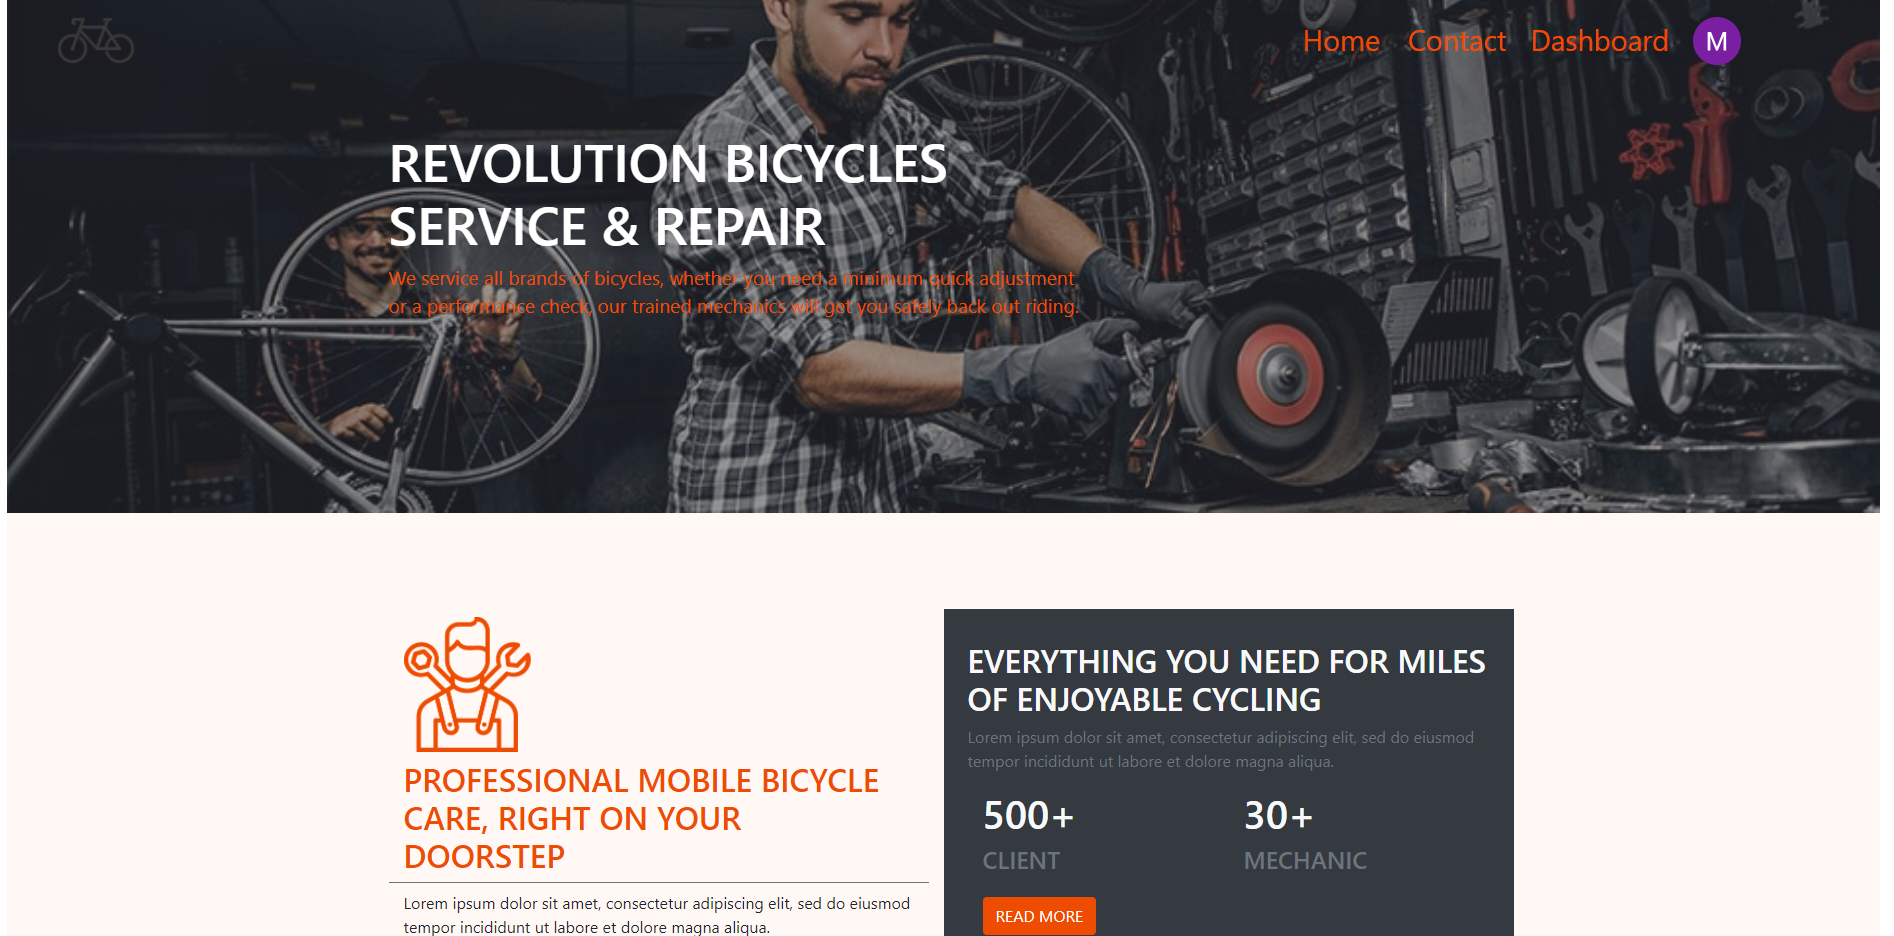 Home Contact Dashboard M
REVOLUTION BICYCLES
SERVICE & REPAIR
We service all brands of bicycles, whether you need a minimum quick adjustment
or a performance check, our trained mechanics will get you safely back out riding.
PROFESSIONAL MOBILE BICYCLE
CARE, RIGHT ON YOUR
DOORSTEP
Lorem ipsum dolor sit amet, consectetur adipiscing elit, sed do eiusmod
tempor incididunt ut labore et dolore magna aliqua.
EVERYTHING YOU NEED FOR MILES
OF ENJOYABLE CYCLING
Lorem ipsum dolor sit amet, consectetur adipiscing elit, sed do eiusmod
tempor incididunt ut labore et dolore magna aliqua.
500+
CLIENT
30+
MECHANIC
READ MORE